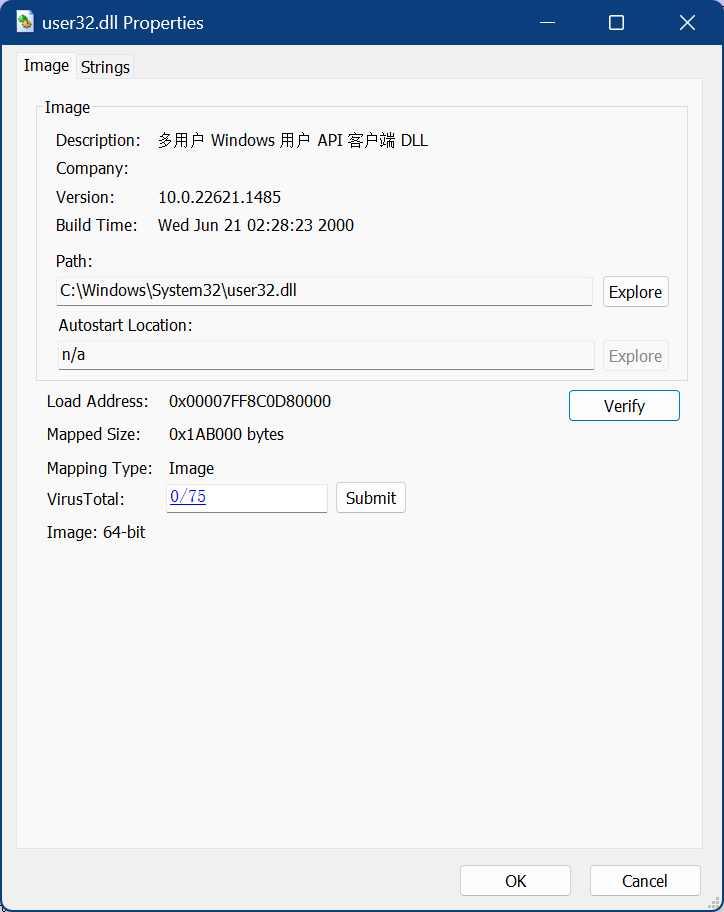 user32.dll Properties
Image Strings
Image
Description: 多用户 Windows 用户 API 客户端 DLL
Company:
Version: 10.0.22621.1485
Build Time: Wed Jun 21 02:28:23 2000
Path:
C:\Windows\System32\user32.dll Explore
Autostart Location:
n/a Explore
Load Address: 0x00007FF8C0D80000 Verify
Mapped Size: 0x1AB000 bytes
Mapping Type: Image
VirusTotal: 0/75 Submit
Image: 64-bit
OK Cancel